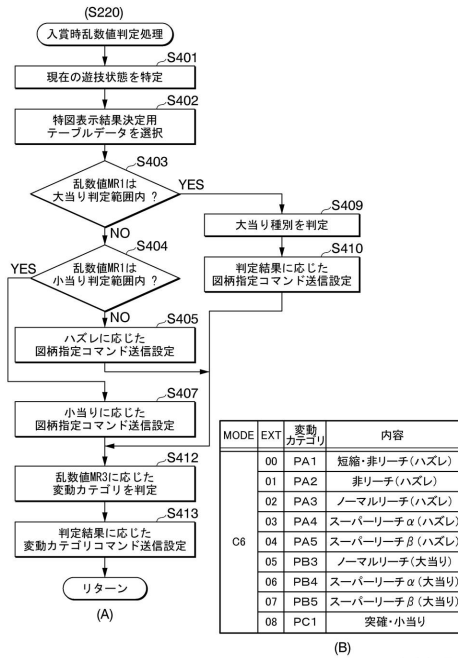 (S220)
入賞時乱数値判定処理
S401
現在の遊技状態を特定
S402
特図表示結果決定用
テーブルデータを選択
S403
乱数値MR1は
大当り判定範囲内 ?
YES
NO
S409
大当り種別を判定
S410
判定結果に応じた
図柄指定コマンド送信設定
S404
乱数値MR1は
小当り判定範囲内 ?
YES
NO
S405
ハズレに応じた
図柄指定コマンド送信設定
S407
小当りに応じた
図柄指定コマンド送信設定
S412
乱数値MR3に応じた
変動カテゴリを判定
S413
判定結果に応じた
変動カテゴリコマンド送信設定
リターン
(A)
MODE EXT 変動カテゴリ 内容
C6 00 PA1 短縮・非リーチ(ハズレ)
01 PA2 非リーチ(ハズレ)
02 PA3 ノーマルリーチ(ハズレ)
03 PA4 スーパーリーチα(ハズレ)
04 PA5 スーパーリーチβ(ハズレ)
05 PB3 ノーマルリーチ(大当り)
06 PB4 スーパーリーチα(大当り)
07 PB5 スーパーリーチβ(大当り)
08 PC1 突確・小当り
(B)